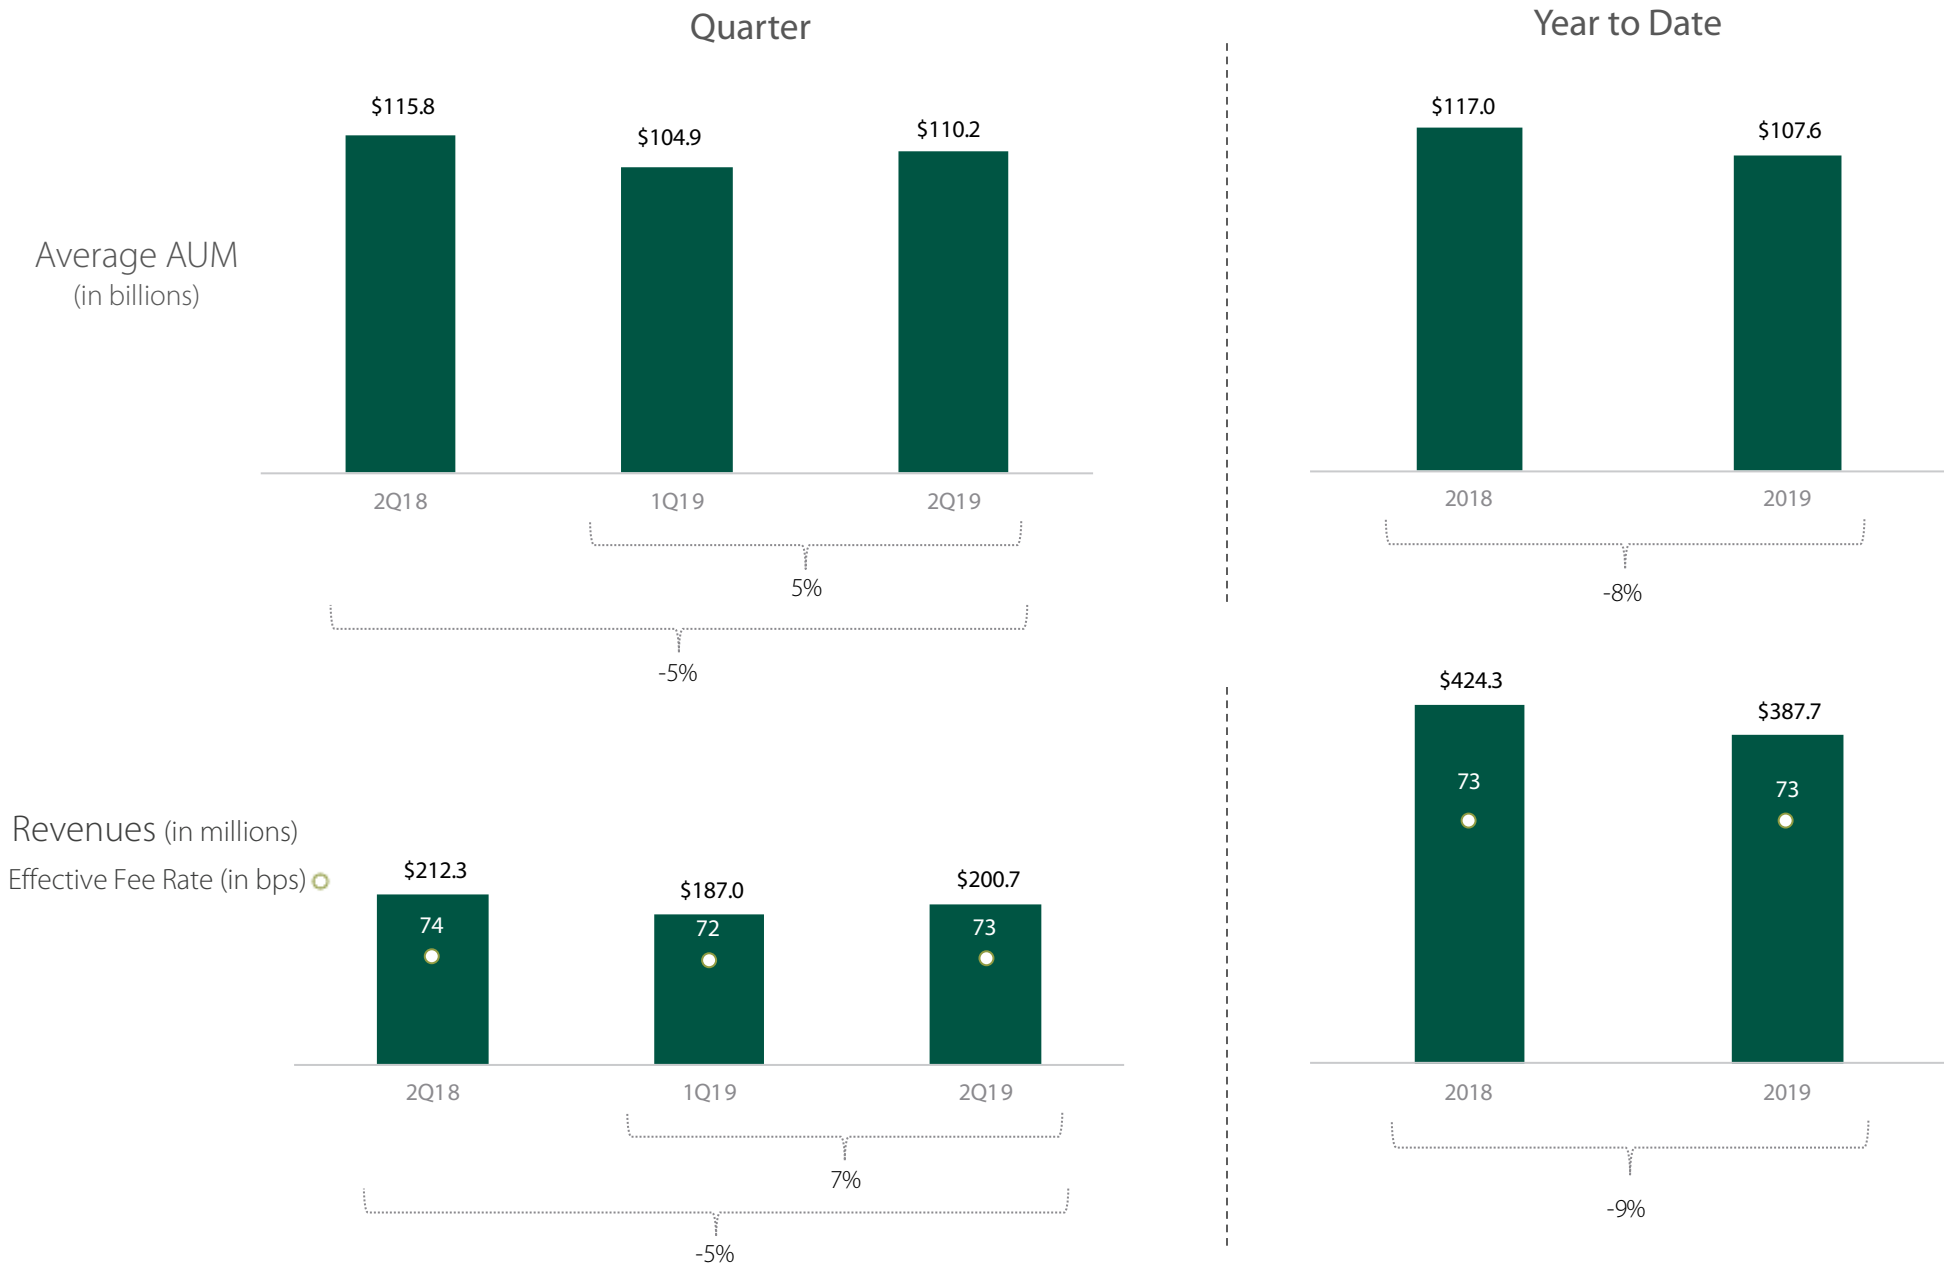 Quarter
Year to Date
Average AUM
(in billions)
$115.8
$104.9
$110.2
2Q18
1Q19
2Q19
5%
-5%
$117.0
$107.6
2018
2019
-8%
Revenues (in millions)
Effective Fee Rate (in bps)
$212.3
$187.0
$200.7
74
72
73
2Q18
1Q19
2Q19
7%
-5%
$424.3
$387.7
73
73
2018
2019
-9%